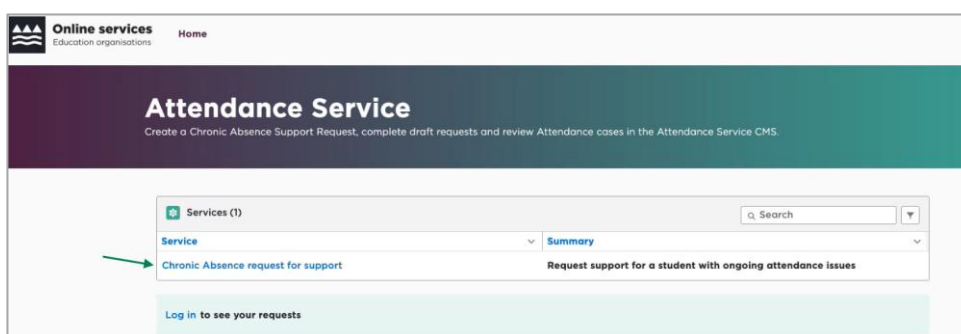 Online services
Education organisations
Home
Attendance Service
Create a Chronic Absence Support Request, complete draft requests and review Attendance cases in the Attendance Service CMS.
Services (1)
Search
Service
Summary
Chronic Absence request for support
Request support for a student with ongoing attendance issues
Log in to see your requests